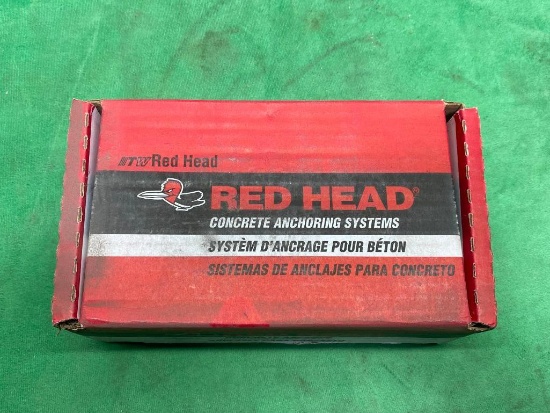 ITW Red Head
RED HEAD®
CONCRETE ANCHORING SYSTEMS
SYSTÈM D'ANCRAGE POUR BÉTON
SISTEMAS DE ANCLAJES PARA CONCRETO